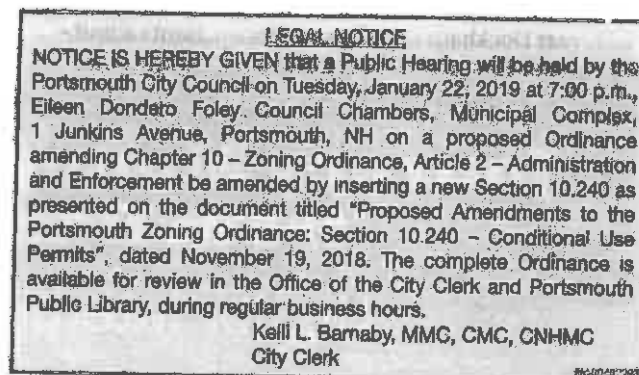 LEGAL NOTICE
NOTICE IS HEREBY GIVEN that a Public Hearing will be held by the
Portsmouth City Council on Tuesday, January 22, 2019 at 7:00 p.m.,
Eileen Dondero Foley Council Chambers, Municipal Complex,
1 Junkins Avenue, Portsmouth, NH on a proposed Ordinance
amending Chapter 10 – Zoning Ordinance, Article 2 – Administration
and Enforcement be amended by inserting a new Section 10.240 as
presented on the document titled "Proposed Amendments to the
Portsmouth Zoning Ordinance: Section 10.240 – Conditional Use
Permits", dated November 19, 2018. The complete Ordinance is
available for review in the Office of the City Clerk and Portsmouth
Public Library, during regular business hours.
Kelli L. Barnaby, MMC, CMC, CNHMC
City Clerk